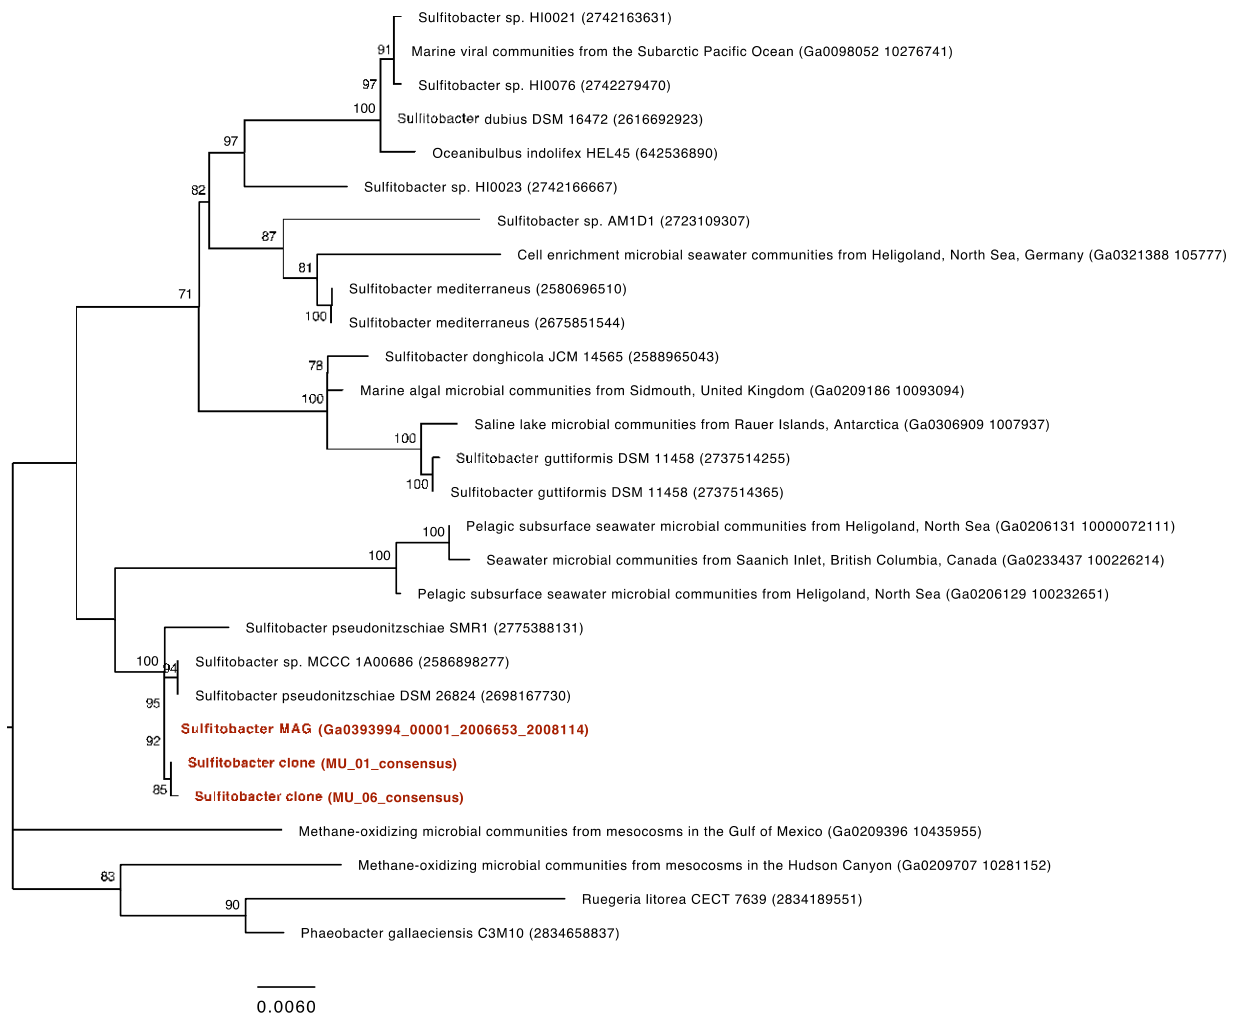 Sulfitobacter sp. HI0021 (2742163631)
91
Marine viral communities from the Subarctic Pacific Ocean (Ga0098052 10276741)
97
Sulfitobacter sp. HI0076 (2742279470)
100
Sulfitobacter dubius DSM 16472 (2616692923)
97
Oceanibulbus indolifex HEL45 (642536890)
82
Sulfitobacter sp. HI0023 (2742166667)
Sulfitobacter sp. AM1D1 (2723109307)
87
Cell enrichment microbial seawater communities from Heligoland, North Sea, Germany (Ga0321388 105777)
81
Sulfitobacter mediterraneus (2580696510)
71
100
Sulfitobacter mediterraneus (2675851544)
Sulfitobacter donghicola JCM 14565 (2588965043)
78
Marine algal microbial communities from Sidmouth, United Kingdom (Ga0209186 10093094)
100
Saline lake microbial communities from Rauer Islands, Antarctica (Ga0306909 1007937)
100
Sulfitobacter guttiformis DSM 11458 (2737514255)
100
Sulfitobacter guttiformis DSM 11458 (2737514365)
Pelagic subsurface seawater microbial communities from Heligoland, North Sea (Ga0206131 10000072111)
100
100
Seawater microbial communities from Saanich Inlet, British Columbia, Canada (Ga0233437 100226214)
Pelagic subsurface seawater microbial communities from Heligoland, North Sea (Ga0206129 100232651)
Sulfitobacter pseudonitzschiae SMR1 (2775388131)
100
94
Sulfitobacter sp. MCCC 1A00686 (2586898277)
Sulfitobacter pseudonitzschiae DSM 26824 (2698167730)
95
Sulfitobacter MAG (Ga0393994_00001_2006653_2008114)
92
Sulfitobacter clone (MU_01_consensus)
85
Sulfitobacter clone (MU_06_consensus)
Methane-oxidizing microbial communities from mesocosms in the Gulf of Mexico (Ga0209396 10435955)
Methane-oxidizing microbial communities from mesocosms in the Hudson Canyon (Ga0209707 10281152)
83
Ruegeria litorea CECT 7639 (2834189551)
90
Phaeobacter gallaeciensis C3M10 (2834658837)
0.0060